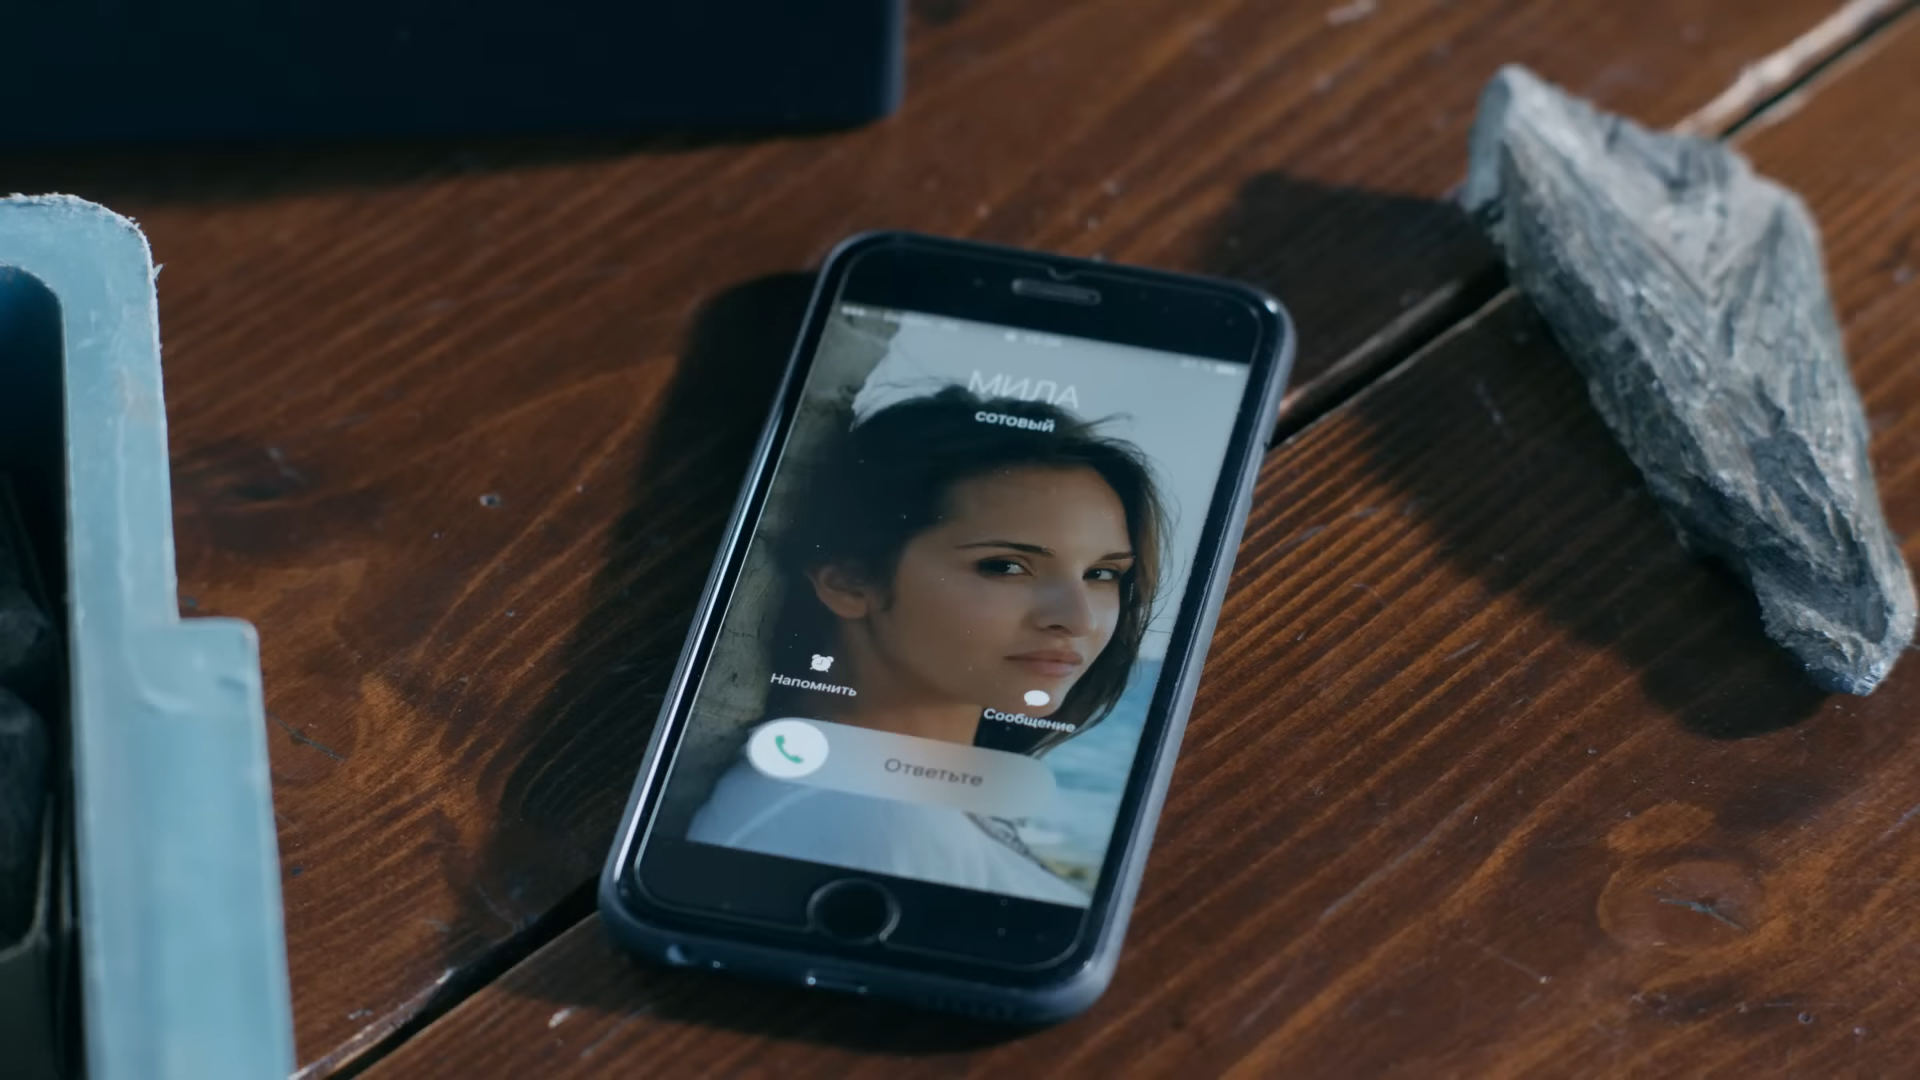 МИЛА
сотовый
Напомнить
Сообщение
Ответьте